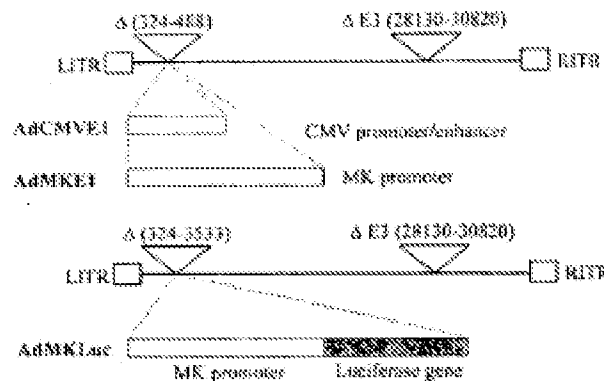 Δ (324-488) Δ E3 (28130-30820)
LITR RITR
AdCMVE1 CMV promoter/enhancer
AdMKE1 MK promoter
Δ (324-3533) Δ E3 (28130-30820)
LITR RITR
AdMKLuc
MK promoter Luciferase gene